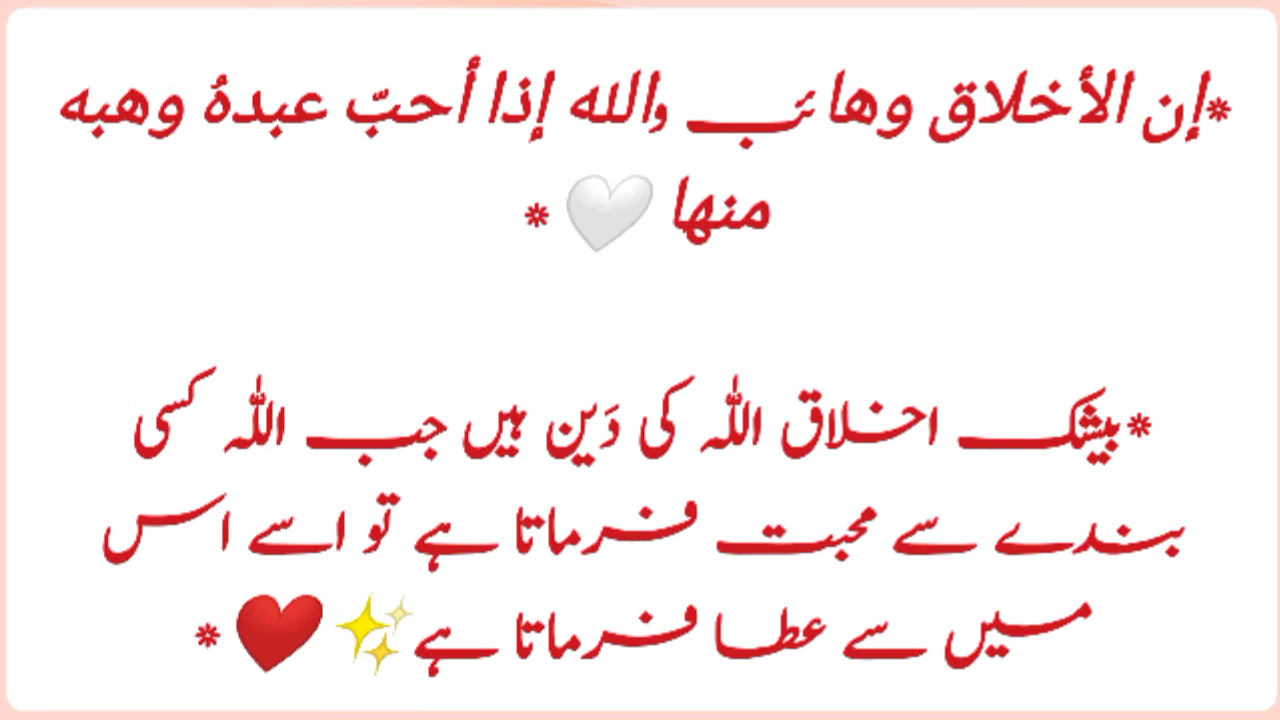 *إن الأخلاق وهائب والله إذا أحبّ عبدهُ وهبه
منها 🤍 *
*بیشک اخلاق اللہ کی دَین ہیں جب اللہ کسی
بندے سے محبت فرماتا ہے تو اسے اس
میں سے عطا فرماتا ہے ✨❤️ *